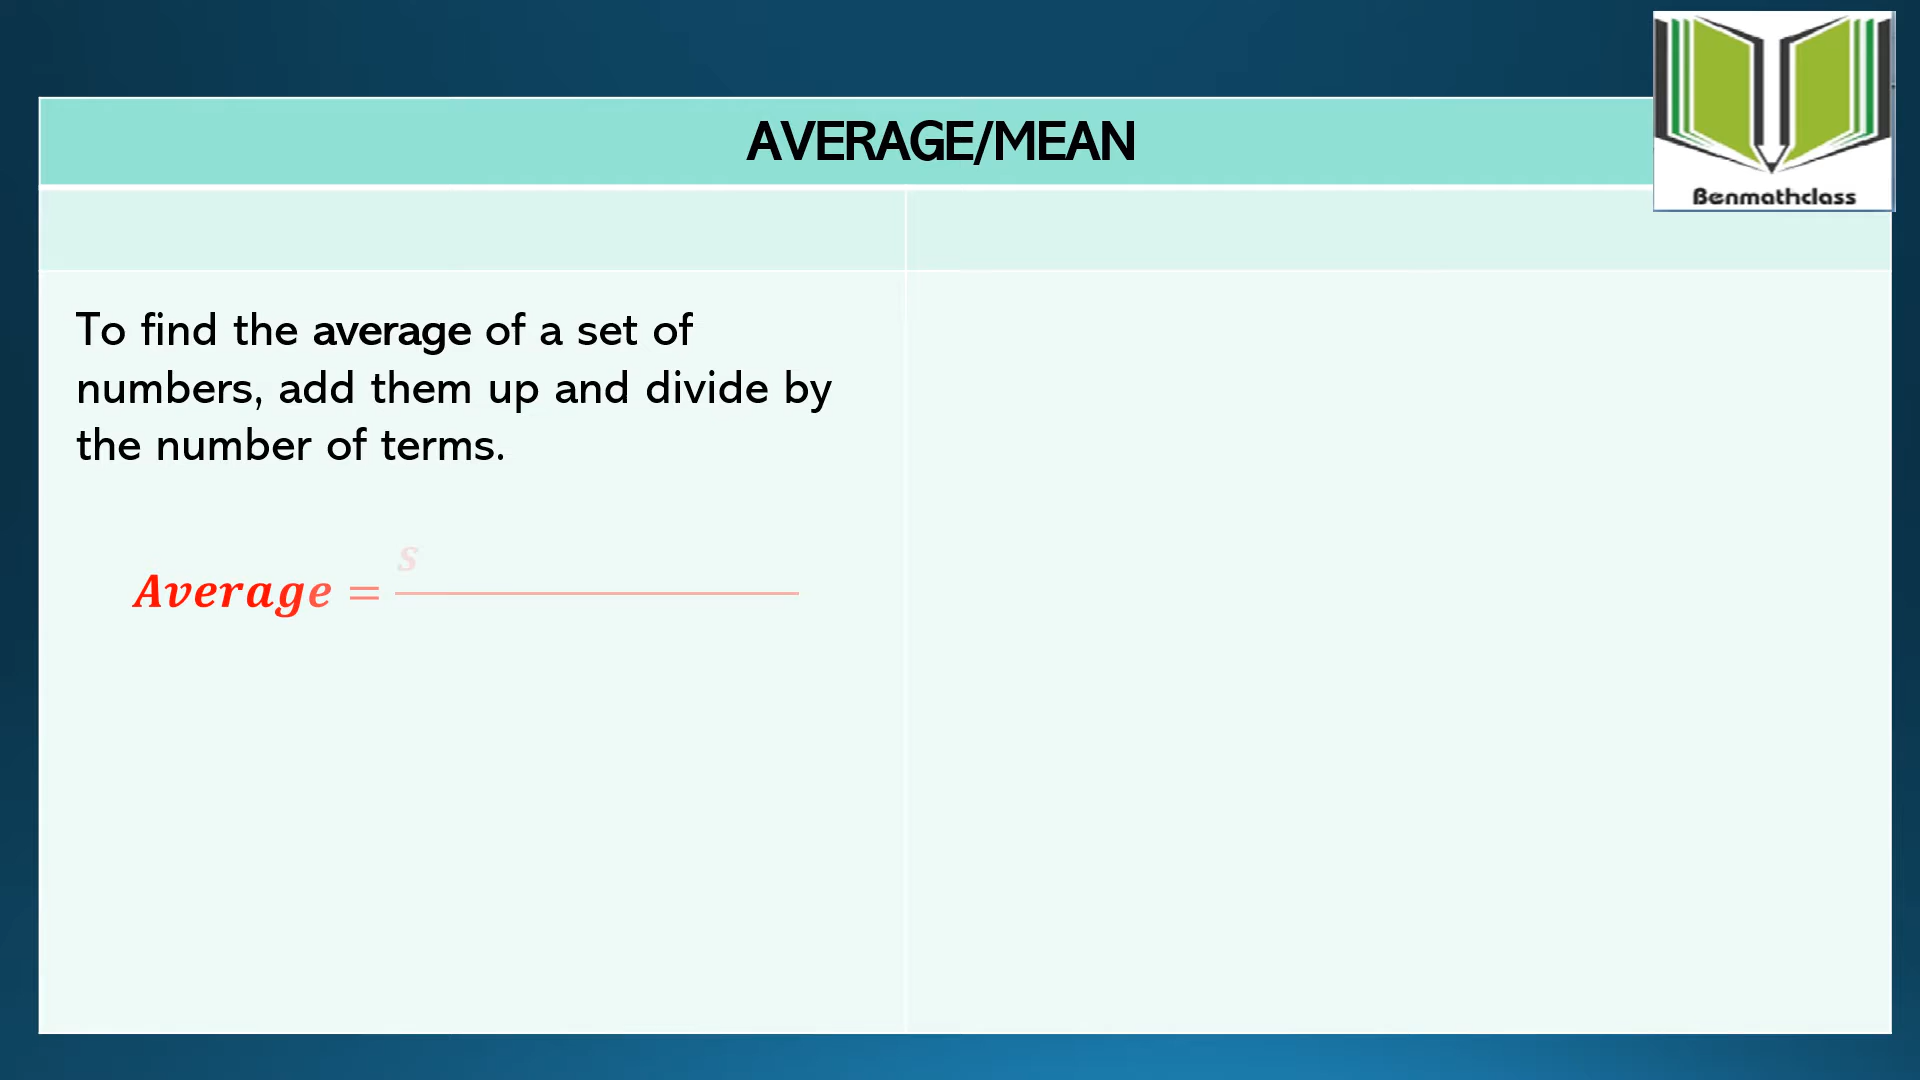 AVERAGE/MEAN
Benmathclass
To find the average of a set of
numbers, add them up and divide by
the number of terms.
s
Average =